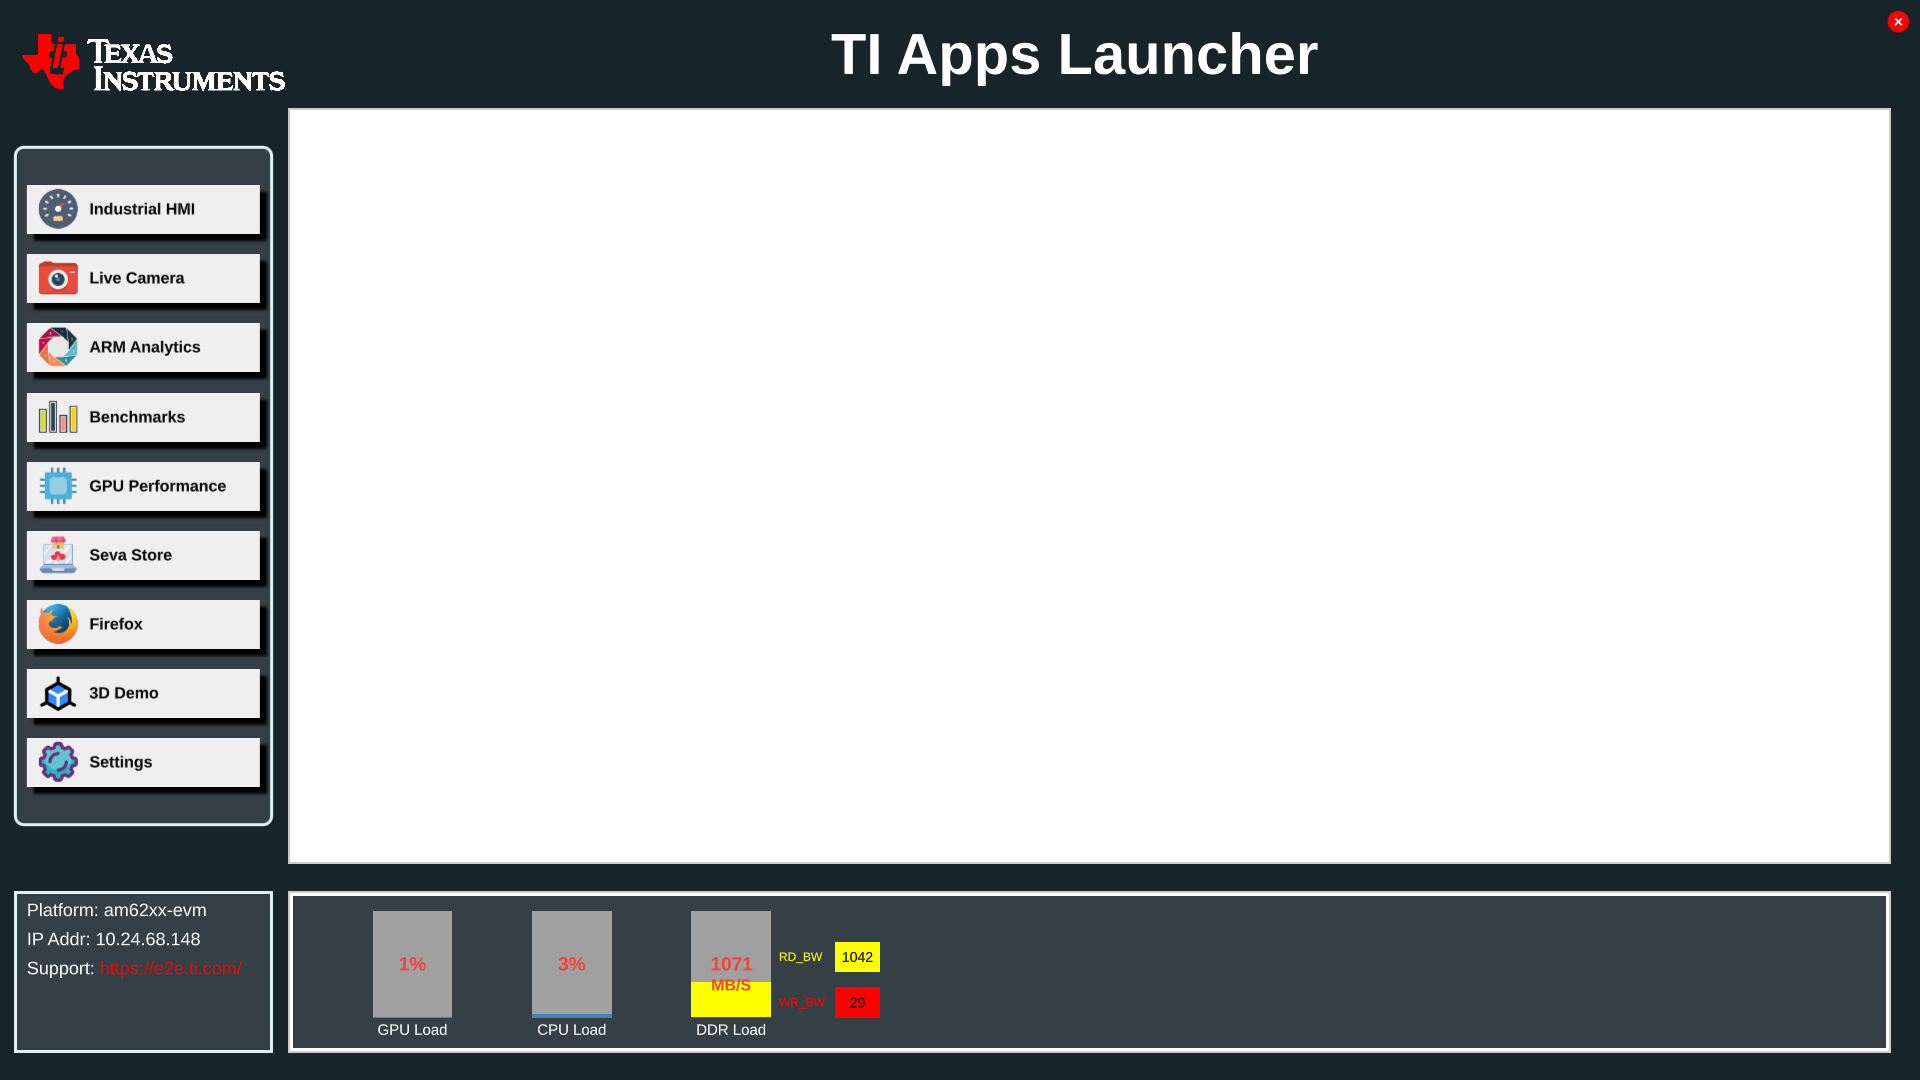 TEXAS
INSTRUMENTS
TI Apps Launcher
Industrial HMI
Live Camera
ARM Analytics
Benchmarks
GPU Performance
Seva Store
Firefox
3D Demo
Settings
Platform: am62xx-evm
IP Addr: 10.24.68.148
Support: https://e2e.ti.com/
1%
GPU Load
3%
CPU Load
1071
MB/S
DDR Load
RD_BW 1042
WR_BW 29